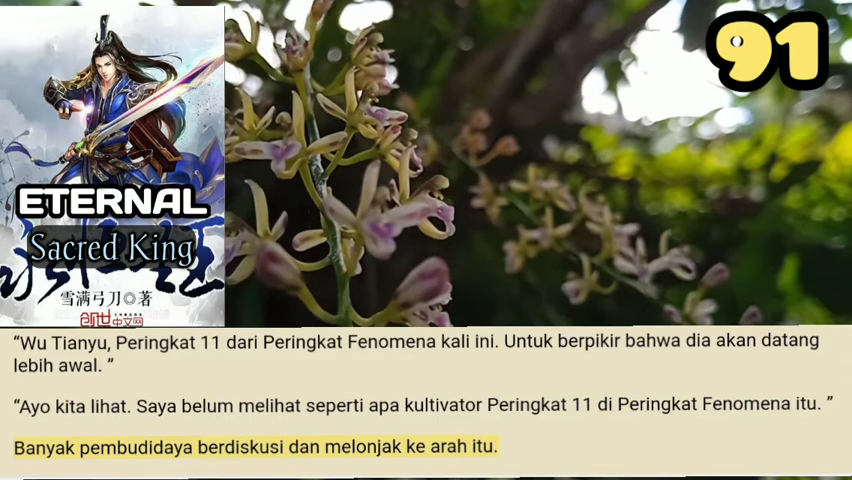 91
ETERNAL
Sacred King
雪满弓刀◎著
创世中文网
“Wu Tianyu, Peringkat 11 dari Peringkat Fenomena kali ini. Untuk berpikir bahwa dia akan datang
lebih awal. ”
“Ayo kita lihat. Saya belum melihat seperti apa kultivator Peringkat 11 di Peringkat Fenomena itu. ”
Banyak pembudidaya berdiskusi dan melonjak ke arah itu.